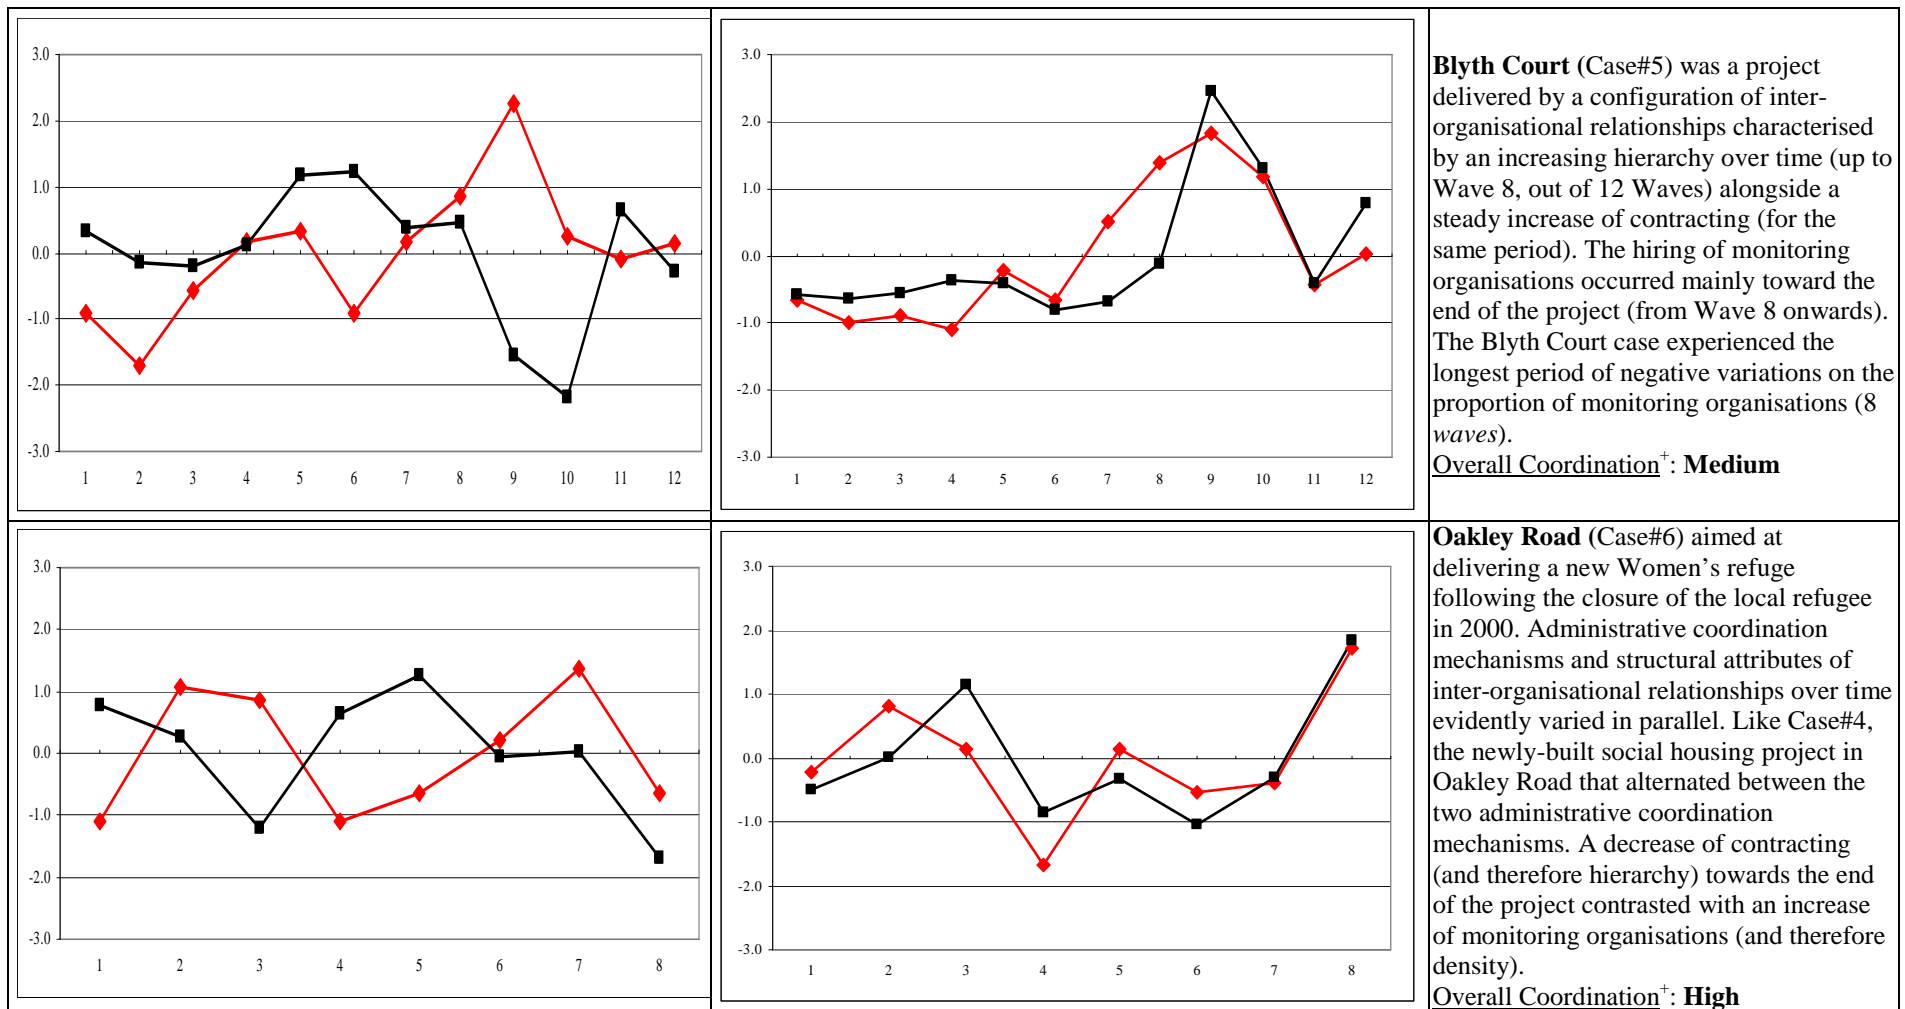 3.0
2.0
1.0
0.0
-1.0
-2.0
-3.0
1 2 3 4 5 6 7 8 9 10 11 12
3.0
2.0
1.0
0.0
-1.0
-2.0
-3.0
1 2 3 4 5 6 7 8 9 10 11 12
Blyth Court (Case#5) was a project
delivered by a configuration of inter-
organisational relationships characterised
by an increasing hierarchy over time (up to
Wave 8, out of 12 Waves) alongside a
steady increase of contracting (for the
same period). The hiring of monitoring
organisations occurred mainly toward the
end of the project (from Wave 8 onwards).
The Blyth Court case experienced the
longest period of negative variations on the
proportion of monitoring organisations (8
waves).
Overall Coordination+: Medium
3.0
2.0
1.0
0.0
-1.0
-2.0
-3.0
1 2 3 4 5 6 7 8
3.0
2.0
1.0
0.0
-1.0
-2.0
-3.0
1 2 3 4 5 6 7 8
Oakley Road (Case#6) aimed at
delivering a new Women’s refuge
following the closure of the local refugee
in 2000. Administrative coordination
mechanisms and structural attributes of
inter-organisational relationships over time
evidently varied in parallel. Like Case#4,
the newly-built social housing project in
Oakley Road that alternated between the
two administrative coordination
mechanisms. A decrease of contracting
(and therefore hierarchy) towards the end
of the project contrasted with an increase
of monitoring organisations (and therefore
density).
Overall Coordination+: High